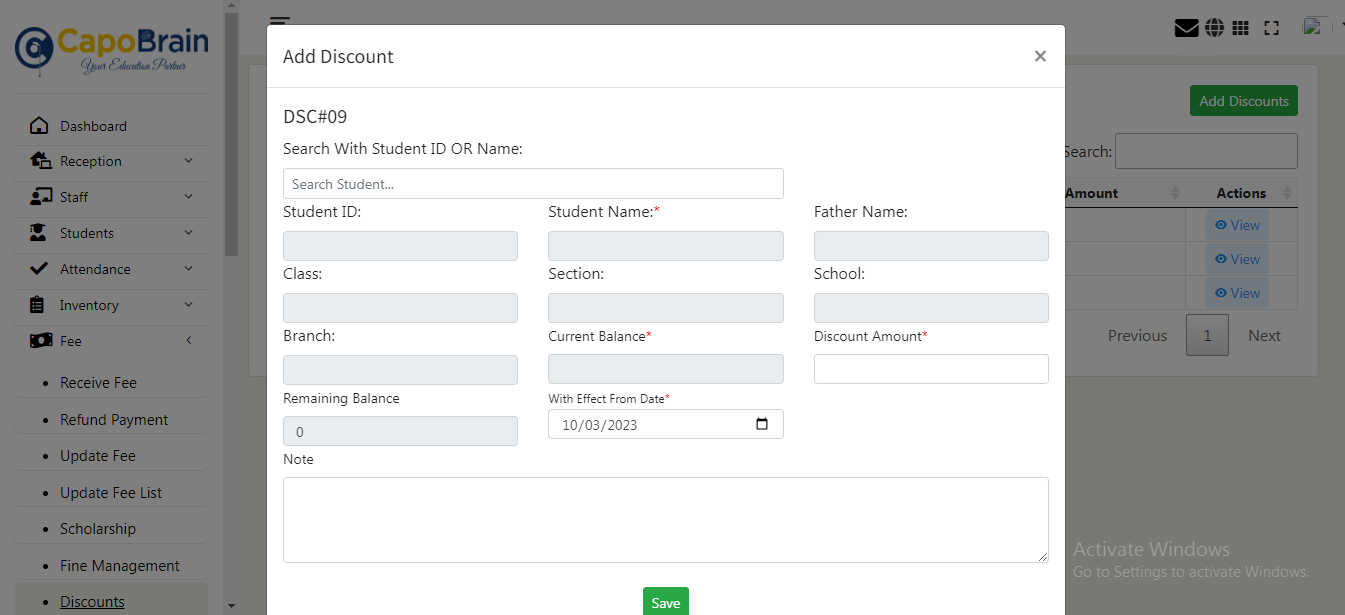 CapoBrain
Your Education Partner
Dashboard
Reception
Staff
Students
Attendance
Inventory
Fee
Receive Fee
Refund Payment
Update Fee
Update Fee List
Scholarship
Fine Management
Discounts
Add Discount
×
DSC#09
Search With Student ID OR Name:
Search Student...
Student ID: Student Name:* Father Name:
Class: Section: School:
Branch: Current Balance* Discount Amount*
Remaining Balance With Effect From Date*
0 10/03/2023
Note
Save
Add Discounts
Search:
Amount Actions
View
View
View
Previous 1 Next
Activate Windows
Go to Settings to activate Windows.